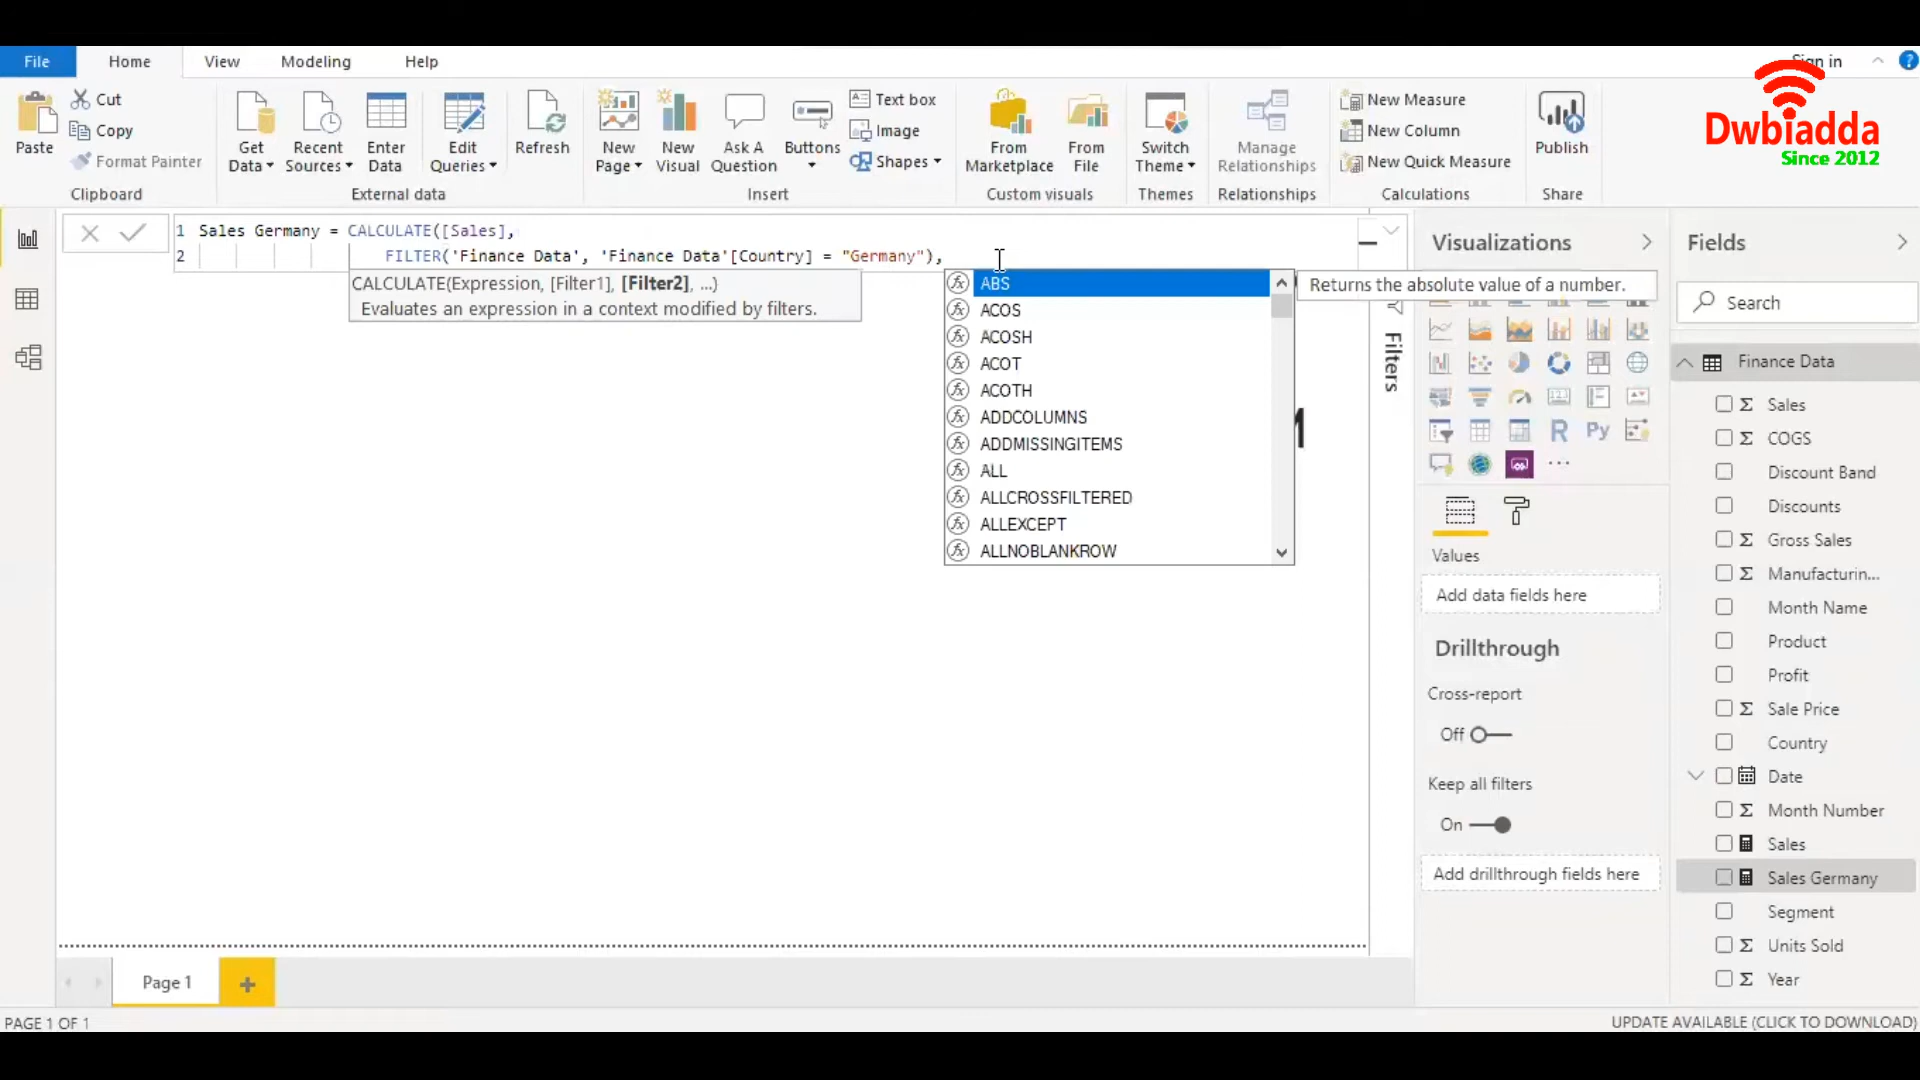 File
Home
View
Modeling
Help
Sign in
?
Dwbiadda
Since 2012
Paste
Cut
Copy
Format Painter
Clipboard
Get Data
Recent Sources
Enter Data
Edit Queries
Refresh
External data
New Page
New Visual
Ask A Question
Buttons
Text box
Image
Shapes
Insert
From Marketplace
From File
Custom visuals
Switch Theme
Themes
Manage Relationships
Relationships
New Measure
New Column
New Quick Measure
Calculations
Publish
Share
1 Sales Germany = CALCULATE([Sales],
2 FILTER('Finance Data', 'Finance Data'[Country] = "Germany"),
CALCULATE(Expression, [Filter1], [Filter2], ...)
Evaluates an expression in a context modified by filters.
ABS
ACOS
ACOSH
ACOT
ACOTH
ADDCOLUMNS
ADDMISSINGITEMS
ALL
ALLCROSSFILTERED
ALLEXCEPT
ALLNOBLANKROW
Returns the absolute value of a number.
Filters
Visualizations
R
Py
Values
Add data fields here
Drillthrough
Cross-report
Off
Keep all filters
On
Add drillthrough fields here
Fields
Search
Finance Data
Sales
COGS
Discount Band
Discounts
Gross Sales
Manufacturin...
Month Name
Product
Profit
Sale Price
Country
Date
Month Number
Sales
Sales Germany
Segment
Units Sold
Year
Page 1
PAGE 1 OF 1
UPDATE AVAILABLE (CLICK TO DOWNLOAD)